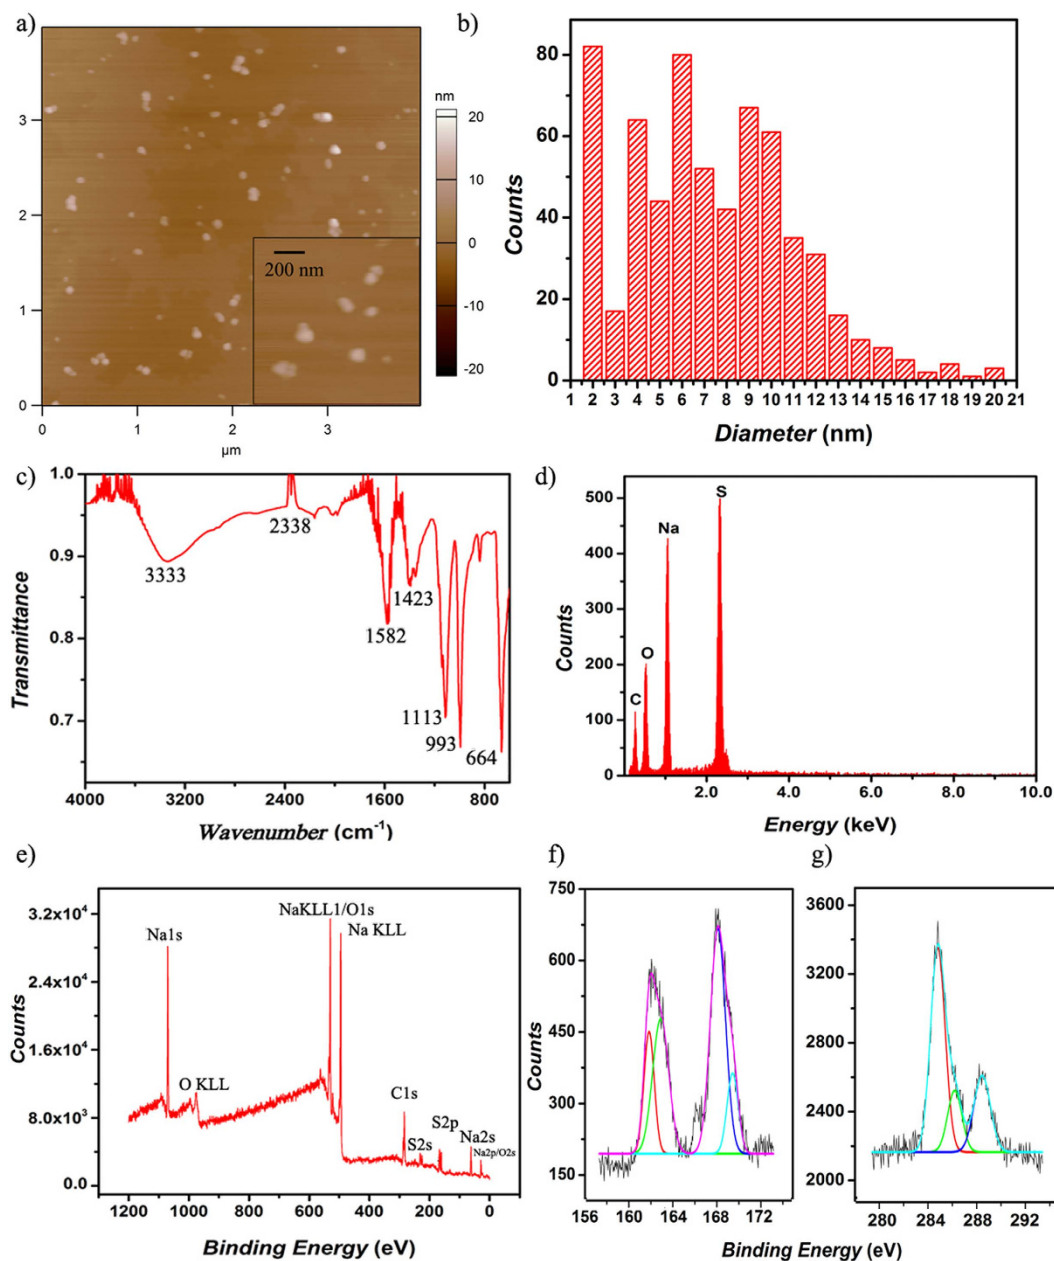 a)
nm
20
10
0
-10
-20
3
2
1
0
0
1
2
3
µm
200 nm
b)
Counts
80
60
40
20
0
1 2 3 4 5 6 7 8 9 10 11 12 13 14 15 16 17 18 19 20 21
Diameter (nm)
c)
Transmittance
1.0
0.9
0.8
0.7
3333
2338
1582
1423
1113
993
664
4000 3200 2400 1600 800
Wavenumber (cm⁻¹)
d)
Counts
500
400
300
200
100
0
C
O
Na
S
2.0 4.0 6.0 8.0 10.0
Energy (keV)
e)
Counts
3.2x10⁴
2.4x10⁴
1.6x10⁴
8.0x10³
0.0
Na1s
O KLL
NaKLL1/O1s
Na KLL
C1s
S2s
S2p
Na2s
Na2p/O2s
1200 1000 800 600 400 200 0
Binding Energy (eV)
f)
Counts
750
600
450
300
150
156 160 164 168 172
g)
3600
3300
3000
2700
2400
2100
280 284 288 292
Binding Energy (eV)